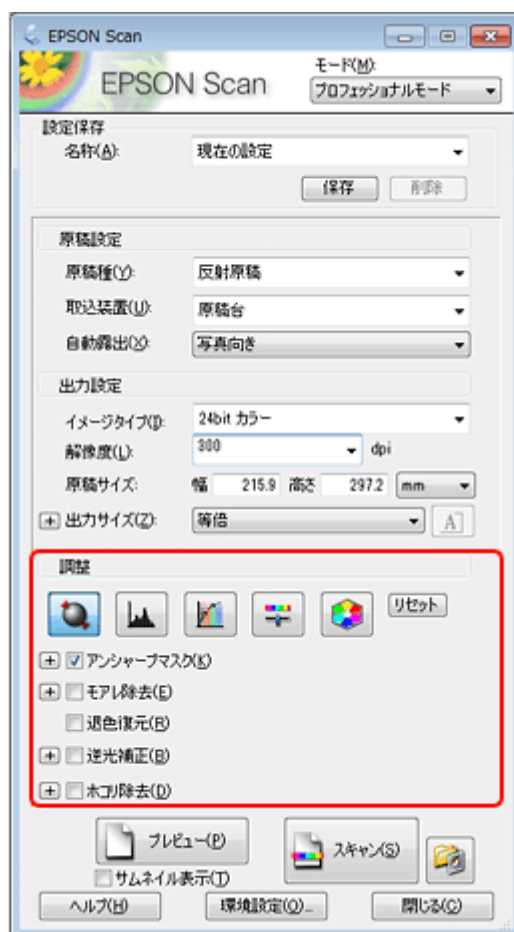 EPSON Scan
EPSON Scan
モード(M):
プロフェッショナルモード
設定保存
名称(A):
現在の設定
保存
削除
原稿設定
原稿種(Y):
反射原稿
取込装置(U):
原稿台
自動露出(X):
写真向き
出力設定
イメージタイプ(I):
24bit カラー
解像度(L):
300
dpi
原稿サイズ:
幅 215.9 高さ 297.2 mm
出力サイズ(Z):
等倍
調整
リセット
アンシャープマスク(K)
モアレ除去(E)
退色復元(R)
逆光補正(B)
ホコリ除去(D)
プレビュー(P)
スキャン(S)
サムネイル表示(T)
ヘルプ(H)
環境設定(O)...
閉じる(C)